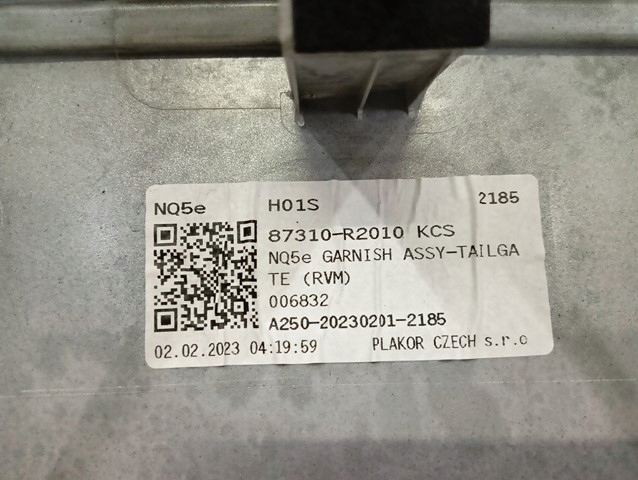 NQ5e H01S 2185
87310-R2010 KCS
NQ5e GARNISH ASSY-TAILGA
TE (RVM)
006832
A250-20230201-2185
02.02.2023 04:19:59 PLAKOR CZECH s.r.o